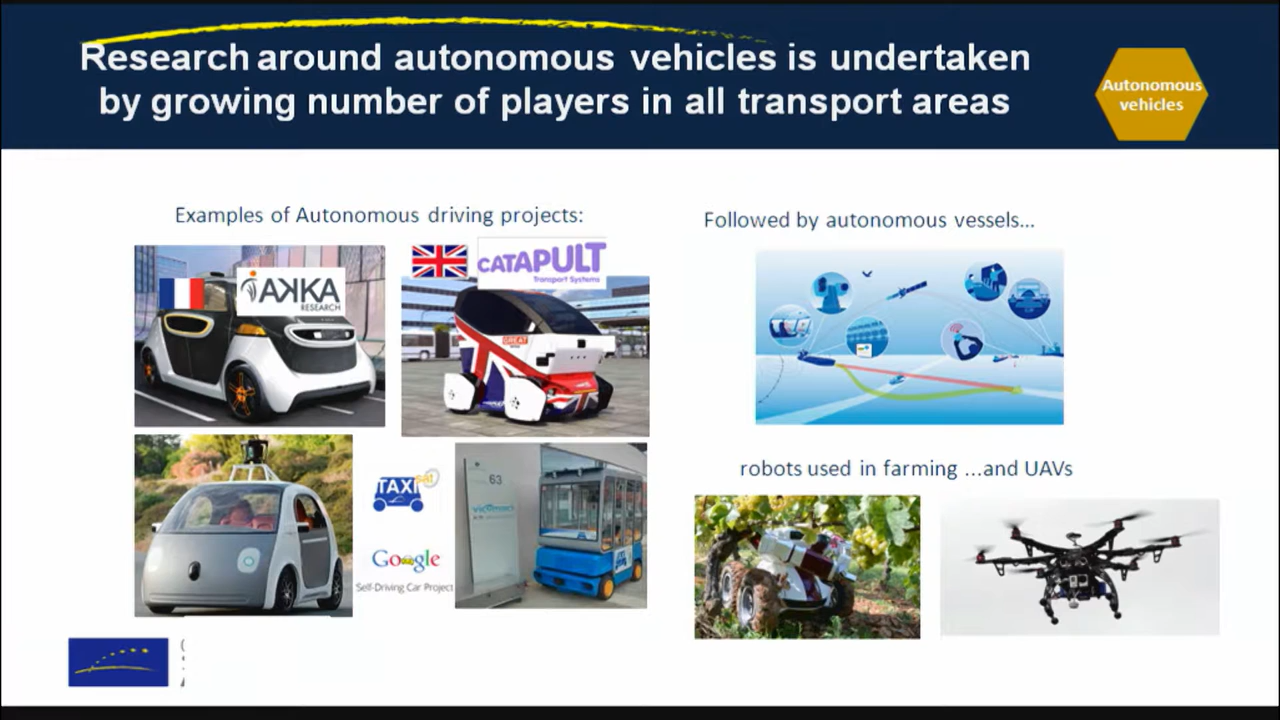 Research around autonomous vehicles is undertaken
by growing number of players in all transport areas
Autonomous
vehicles
Examples of Autonomous driving projects:
Followed by autonomous vessels...
AKKA
RESEARCH
CATAPULT
Transport Systems
GREAT
robots used in farming ...and UAVs
TAXI
sat
63
Google
Self-Driving Car Project